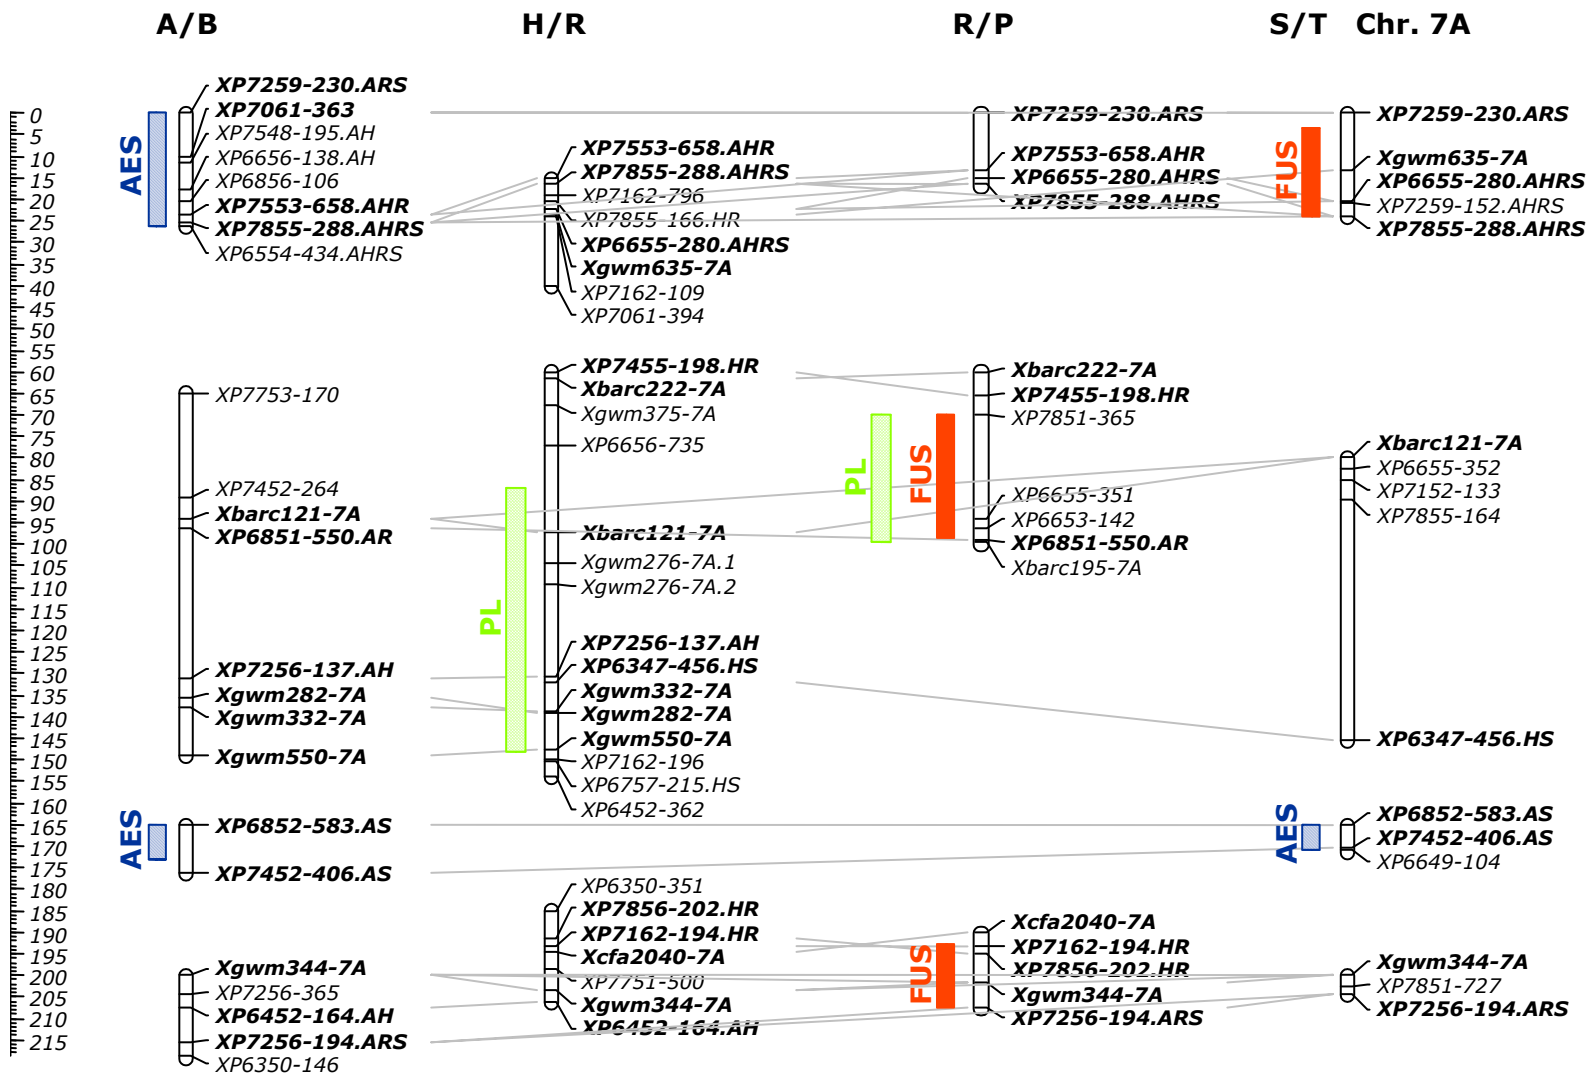 A/B
H/R
R/P
S/T Chr. 7A
0
5
10
15
20
25
30
35
40
45
50
55
60
65
70
75
80
85
90
95
100
105
110
115
120
125
130
135
140
145
150
155
160
165
170
175
180
185
190
195
200
205
210
215
AES
XP7259-230.ARS
XP7061-363
XP7548-195.AH
XP6656-138.AH
XP6856-106
XP7553-658.AHR
XP7855-288.AHRS
XP6554-434.AHRS
XP7753-170
XP7452-264
Xbarc121-7A
XP6851-550.AR
XP7256-137.AH
Xgwm282-7A
Xgwm332-7A
Xgwm550-7A
AES
XP6852-583.AS
XP7452-406.AS
Xgwm344-7A
XP7256-365
XP6452-164.AH
XP7256-194.ARS
XP6350-146
XP7553-658.AHR
XP7855-288.AHRS
XP7162-796
XP7855-166.HR
XP6655-280.AHRS
Xgwm635-7A
XP7162-109
XP7061-394
PL
XP7455-198.HR
Xbarc222-7A
Xgwm375-7A
XP6656-735
Xbarc121-7A
Xgwm276-7A.1
Xgwm276-7A.2
XP7256-137.AH
XP6347-456.HS
Xgwm332-7A
Xgwm282-7A
Xgwm550-7A
XP7162-196
XP6757-215.HS
XP6452-362
XP6350-351
XP7856-202.HR
XP7162-194.HR
Xcfa2040-7A
XP7751-500
Xgwm344-7A
XP6452-164.AH
XP7259-230.ARS
XP7553-658.AHR
XP6655-280.AHRS
XP7855-288.AHRS
PL
FUS
Xbarc222-7A
XP7455-198.HR
XP7851-365
XP6655-351
XP6653-142
XP6851-550.AR
Xbarc195-7A
FUS
Xcfa2040-7A
XP7162-194.HR
XP7856-202.HR
Xgwm344-7A
XP7256-194.ARS
FUS
XP7259-230.ARS
Xgwm635-7A
XP6655-280.AHRS
XP7259-152.AHRS
XP7855-288.AHRS
Xbarc121-7A
XP6655-352
XP7152-133
XP7855-164
XP6347-456.HS
AES
XP6852-583.AS
XP7452-406.AS
XP6649-104
Xgwm344-7A
XP7851-727
XP7256-194.ARS